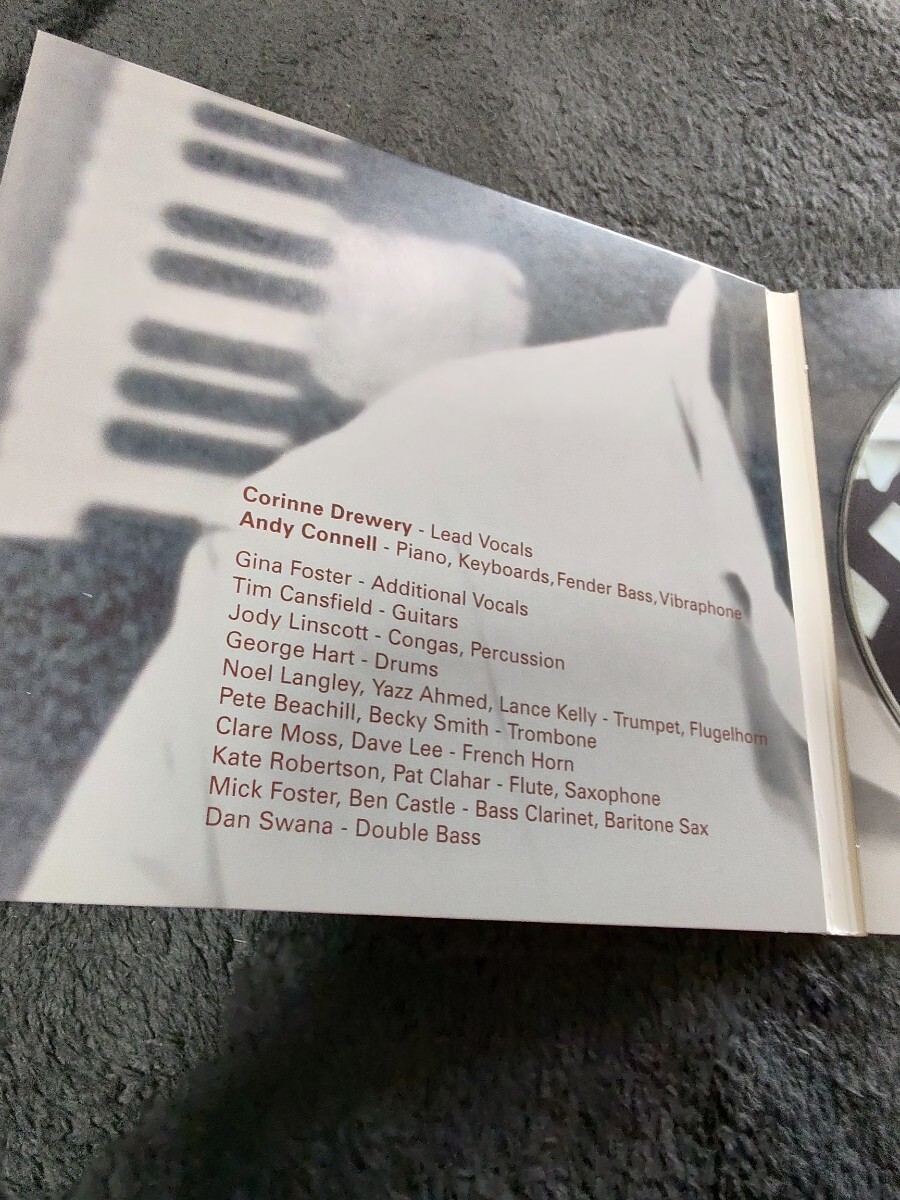 Corinne Drewery - Lead Vocals
Andy Connell - Piano, Keyboards, Fender Bass, Vibraphone
Gina Foster - Additional Vocals
Tim Cansfield - Guitars
Jody Linscott - Congas, Percussion
George Hart - Drums
Noel Langley, Yazz Ahmed, Lance Kelly - Trumpet, Flugelhorn
Pete Beachill, Becky Smith - Trombone
Clare Moss, Dave Lee - French Horn
Kate Robertson, Pat Clahar - Flute, Saxophone
Mick Foster, Ben Castle - Bass Clarinet, Baritone Sax
Dan Swana - Double Bass